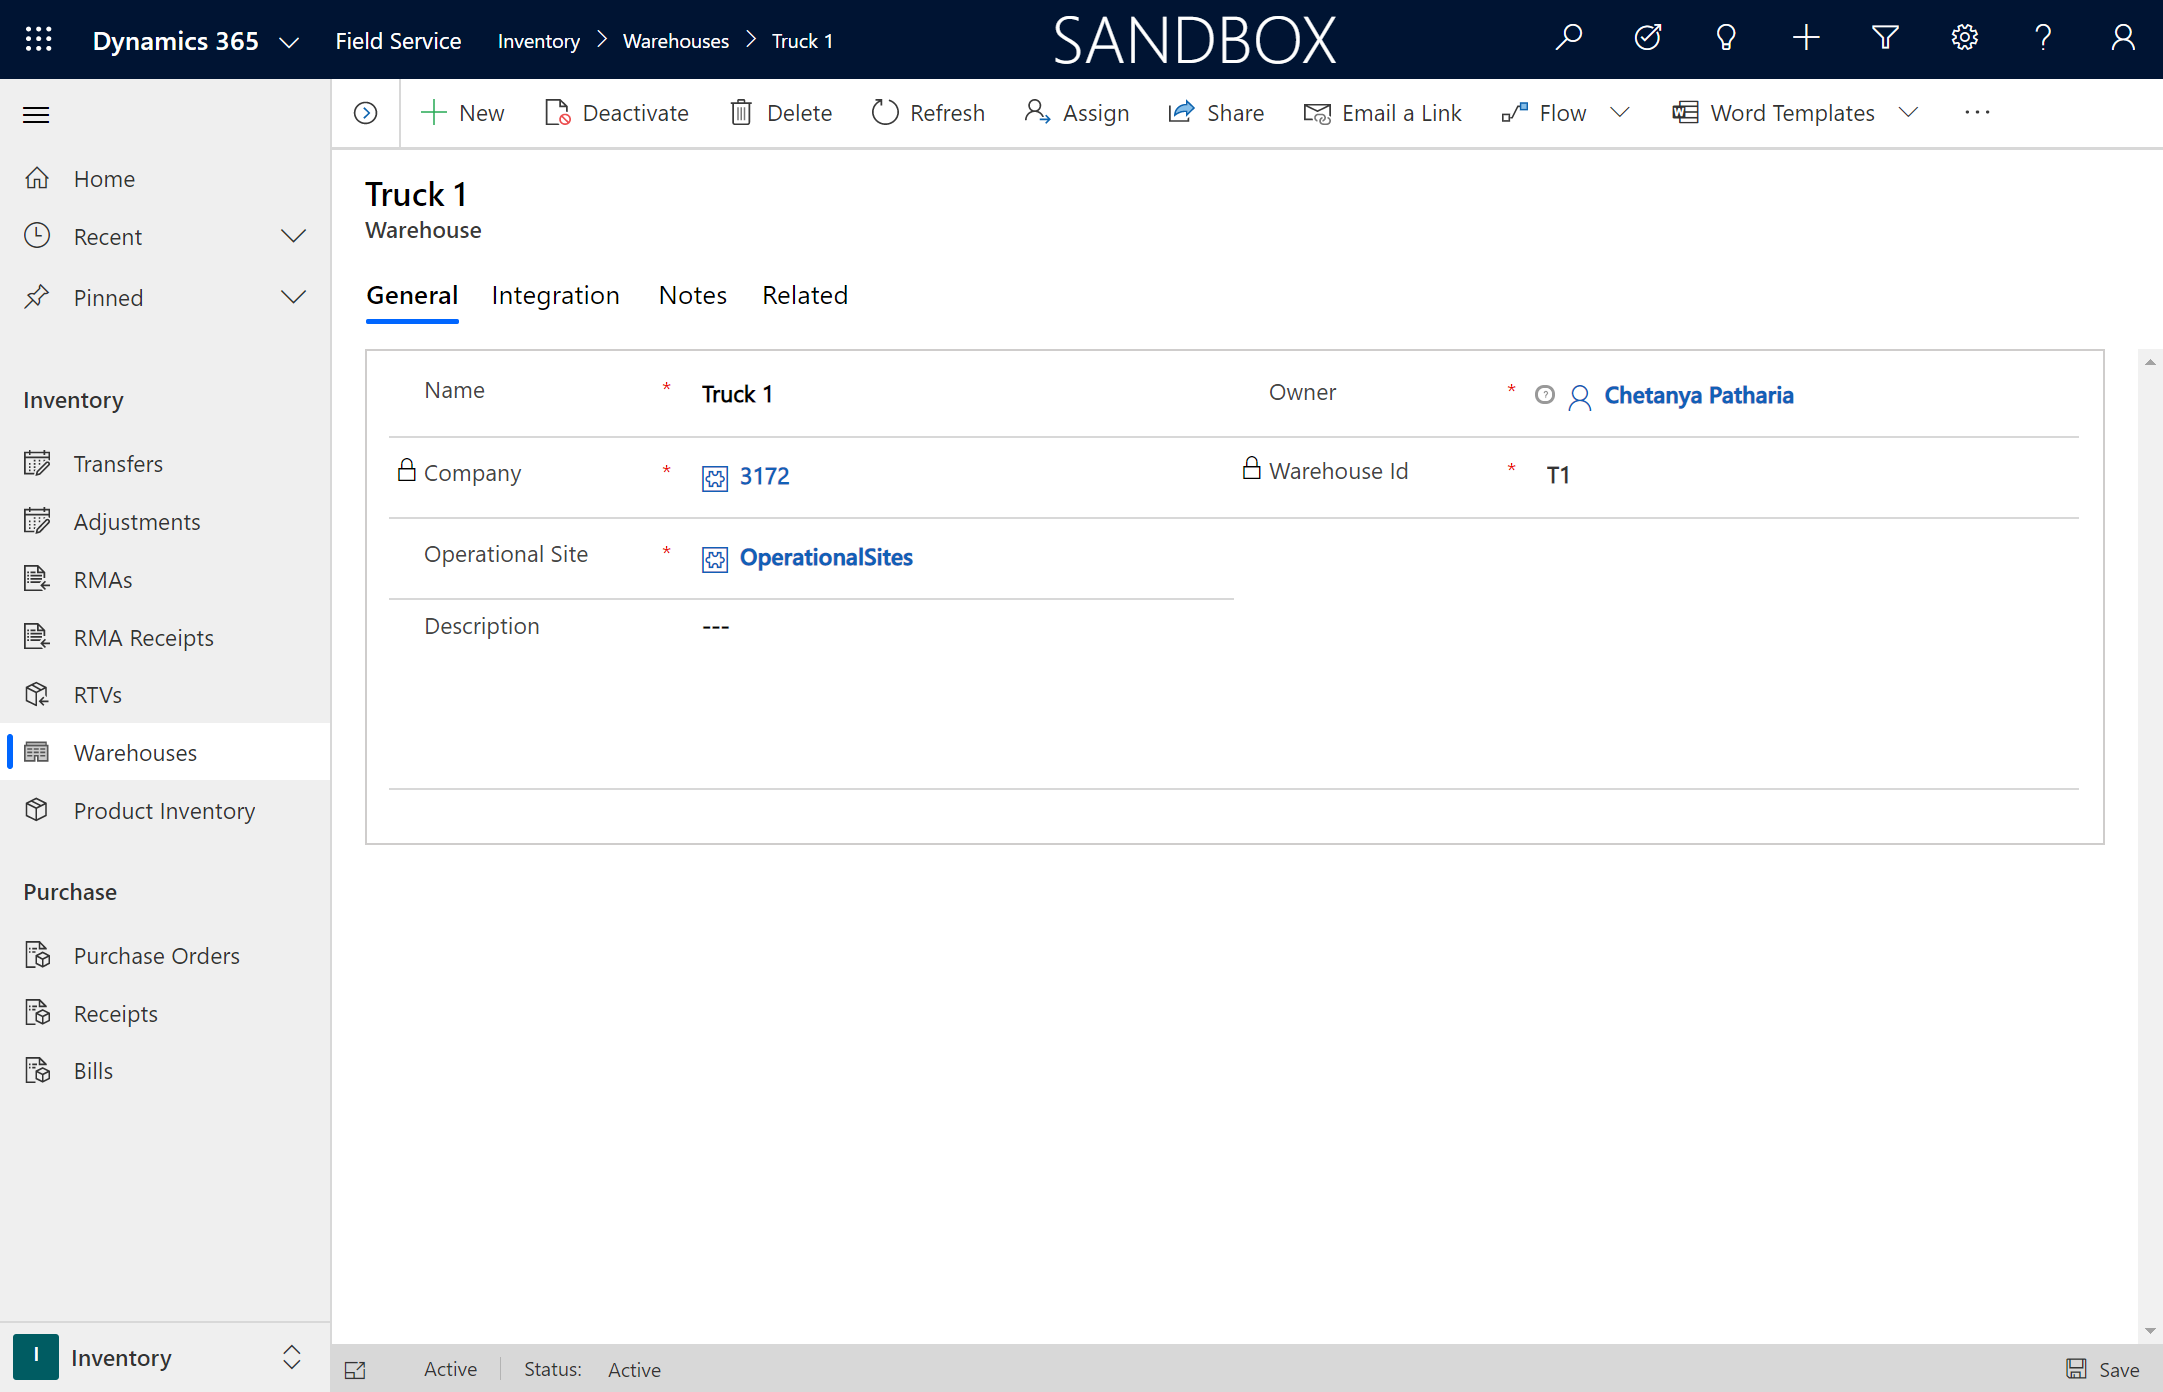 Dynamics 365 Field Service Inventory Warehouses Truck 1 SANDBOX
New Deactivate Delete Refresh Assign Share Email a Link Flow Word Templates
Home
Recent
Pinned
Inventory
Transfers
Adjustments
RMAs
RMA Receipts
RTVs
Warehouses
Product Inventory
Purchase
Purchase Orders
Receipts
Bills
I Inventory
Truck 1
Warehouse
General Integration Notes Related
Name * Truck 1 Owner * Chetanya Patharia
Company * 3172 Warehouse Id * T1
Operational Site * OperationalSites
Description ---
Active Status: Active Save